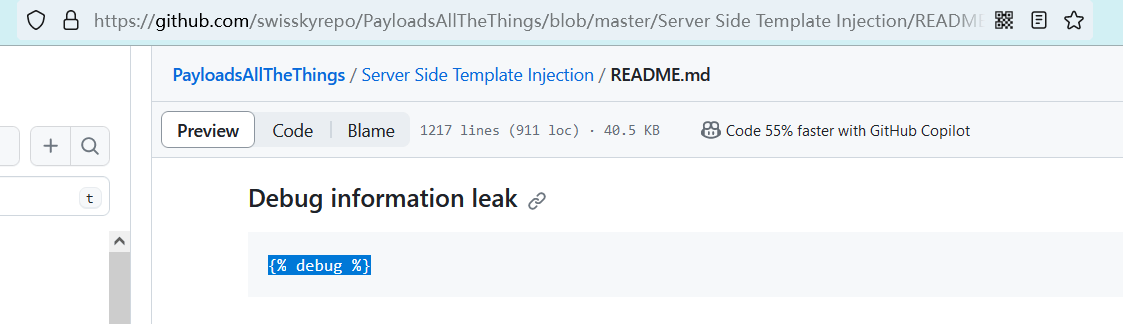 https://github.com/swisskyrepo/PayloadsAllTheThings/blob/master/Server Side Template Injection/README
PayloadsAllTheThings / Server Side Template Injection / README.md
Preview Code Blame 1217 lines (911 loc) · 40.5 KB Code 55% faster with GitHub Copilot
t
Debug information leak
{% debug %}